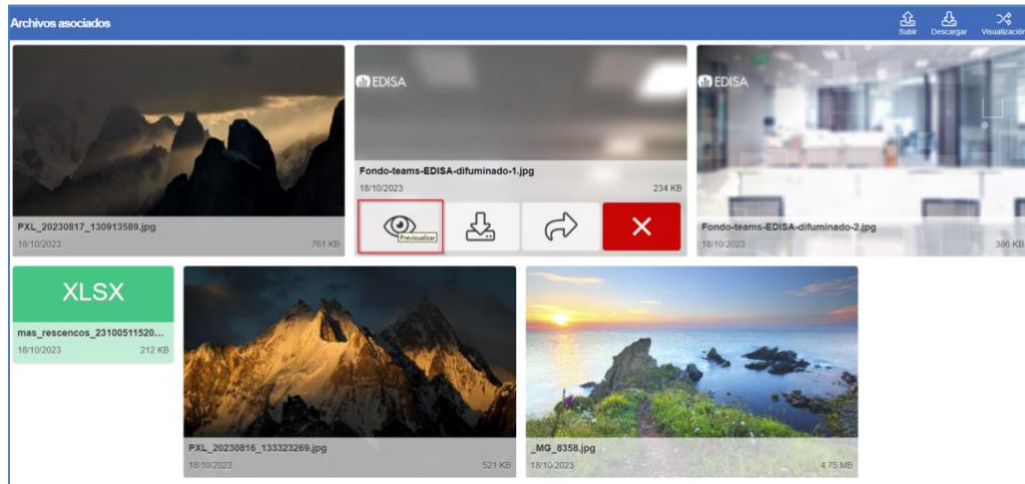 Archivos asociados
Subir
Descargar
Visualización
EDISA
EDISA
Fondo-teams-EDISA-difuminado-1.jpg
18/10/2023 234 KB
Previsualizar
PXL_20230817_130913589.jpg
18/10/2023 761 KB
Fondo-teams-EDISA-difuminado-2.jpg
18/10/2023 386 KB
XLSX
mas_rescencos_23100511520...
18/10/2023 212 KB
PXL_20230816_133323269.jpg
18/10/2023 521 KB
_MG_8358.jpg
18/10/2023 4.75 MB